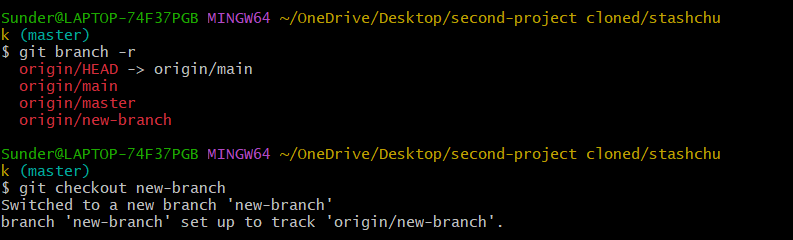 Sunder@LAPTOP-74F37PGB MINGW64 ~/OneDrive/Desktop/second-project cloned/stashchu
k (master)
$ git branch -r
  origin/HEAD -> origin/main
  origin/main
  origin/master
  origin/new-branch

Sunder@LAPTOP-74F37PGB MINGW64 ~/OneDrive/Desktop/second-project cloned/stashchu
k (master)
$ git checkout new-branch
Switched to a new branch 'new-branch'
branch 'new-branch' set up to track 'origin/new-branch'.